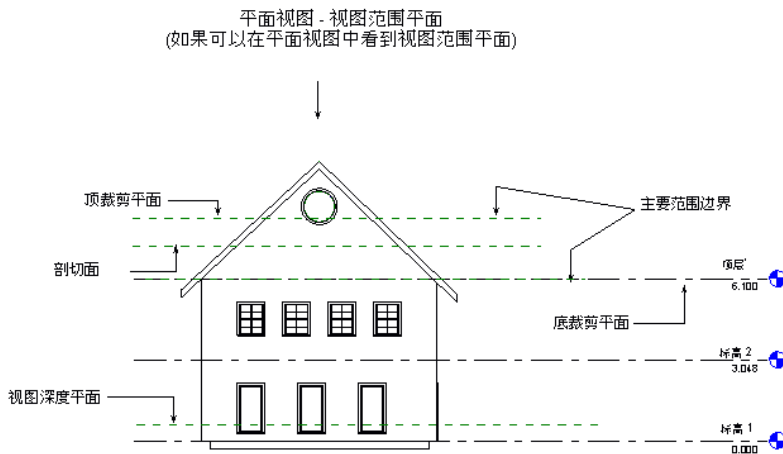 平面视图 - 视图范围平面
(如果可以在平面视图中看到视图范围平面)
顶裁剪平面
主要范围边界
剖切面
顶层
6.100
底裁剪平面
标高 2
3.048
视图深度平面
标高 1
0.000